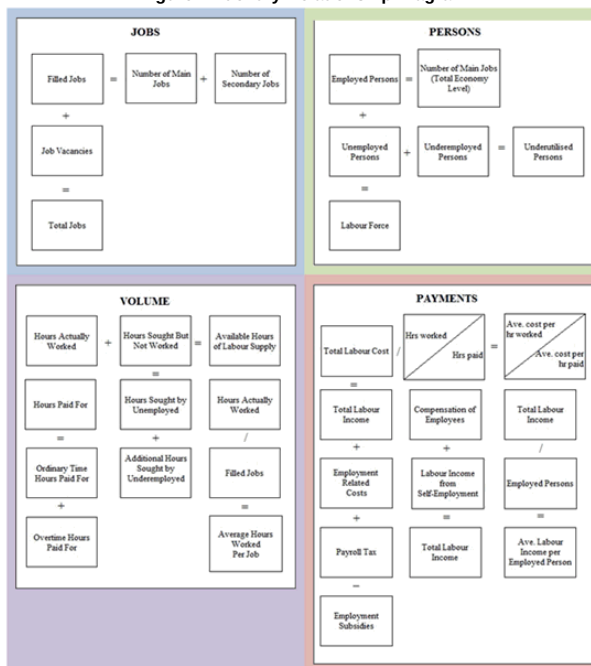 JOBS
Filled Jobs
=
Number of Main
Jobs
+
Number of
Secondary Jobs
+
Job Vacancies
=
Total Jobs
PERSONS
Employed Persons
=
Number of Main Jobs
(Total Economy
Level)
+
Unemployed
Persons
+
Underemployed
Persons
=
Underutilised
Persons
=
Labour Force
VOLUME
Hours Actually
Worked
+
Hours Sought But
Not Worked
=
Available Hours
of Labour Supply
=
Hours Paid For
Hours Sought by
Unemployed
Hours Actually
Worked
=
+
/
Ordinary Time
Hours Paid For
Additional Hours
Sought by
Underemployed
Filled Jobs
+
=
Overtime Hours
Paid For
Average Hours
Worked
Per Job
PAYMENTS
Total Labour Cost
/
Hrs worked
Hrs paid
=
Ave. cost per
hr worked
Ave. cost per
hr paid
=
Total Labour
Income
Compensation of
Employees
Total Labour
Income
+
+
/
Employment
Related
Costs
Labour Income
from
Self-Employment
Employed Persons
+
=
=
Payroll Tax
Total Labour
Income
Ave. Labour
Income per
Employed Person
–
Employment
Subsidies